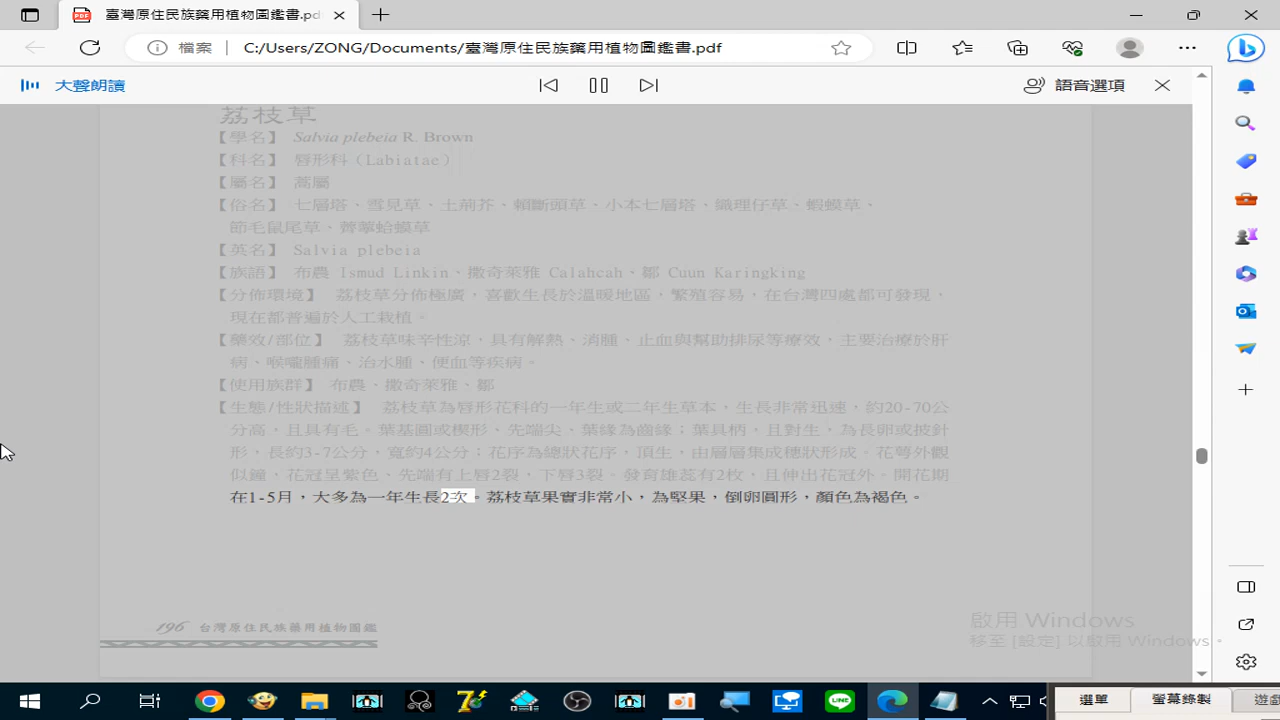 臺灣原住民族藥用植物圖鑑書.pdf
檔案 C:/Users/ZONG/Documents/臺灣原住民族藥用植物圖鑑書.pdf
大聲朗讀
語音選項
荔枝草
【學名】 Salvia plebeia R. Brown
【科名】 唇形科（Labiatae）
【屬名】 蒿屬
【俗名】 七層塔、雪見草、土荊芥、賴斷頭草、小本七層塔、織理仔草、蝦蟆草、
節毛鼠尾草、薺薴蛤蟆草
【英名】 Salvia plebeia
【族語】 布農 Ismud Linkin、撒奇萊雅 Calahcah、鄒 Cuun Karingking
【分佈環境】 荔枝草分佈極廣，喜歡生長於溫暖地區，繁殖容易，在台灣四處都可發現，
現在都普遍於人工栽植。
【藥效/部位】 荔枝草味辛性涼，具有解熱、消腫、止血與幫助排尿等療效，主要治療於肝
病、喉嚨腫痛、治水腫、便血等疾病。
【使用族群】 布農、撒奇萊雅、鄒
【生態/性狀描述】 荔枝草為唇形花科的一年生或二年生草本，生長非常迅速，約20-70公
分高，且具有毛。葉基圓或楔形，先端尖、葉緣為齒緣；葉具柄，且對生，為長卵或披針
形，長約3-7公分，寬約4公分；花序為總狀花序，頂生，由層層集成穗狀形成。花萼外觀
似鐘，花冠呈紫色，先端有上唇2裂，下唇3裂。發育雄蕊有2枚，且伸出花冠外。開花期
在1-5月，大多為一年生長2次。荔枝草果實非常小，為堅果，倒卵圓形，顏色為褐色。
196 台灣原住民族藥用植物圖鑑
啟用 Windows
移至 [設定] 以啟用 Windows。
選單
螢幕錄製